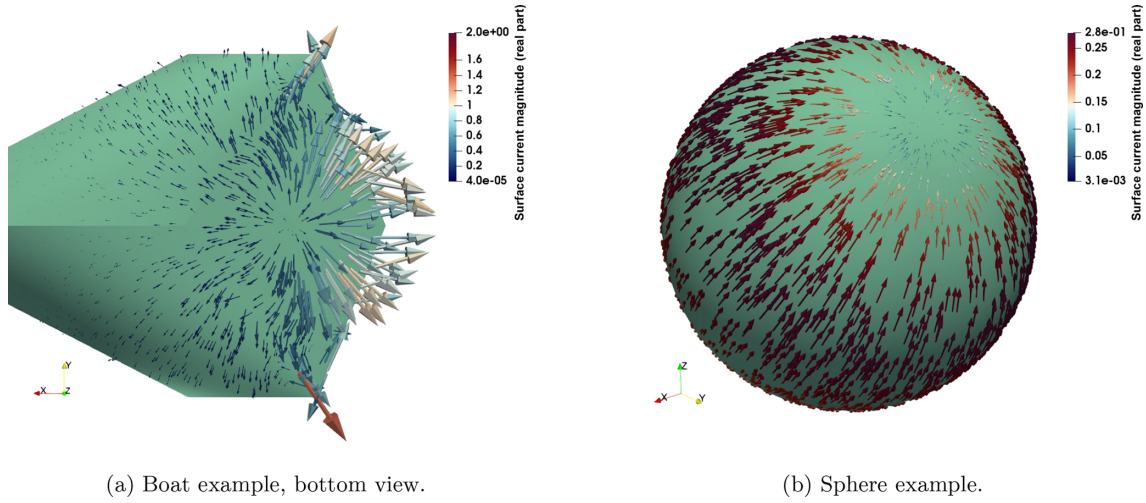 2.0e+00
1.6
1.4
1.2
1
0.8
0.6
0.4
0.2
4.0e-05
Surface current magnitude (real part)
Y
X
Z
(a) Boat example, bottom view.
2.8e-01
0.25
0.2
0.15
0.1
0.05
3.1e-03
Surface current magnitude (real part)
Z
X
Y
(b) Sphere example.